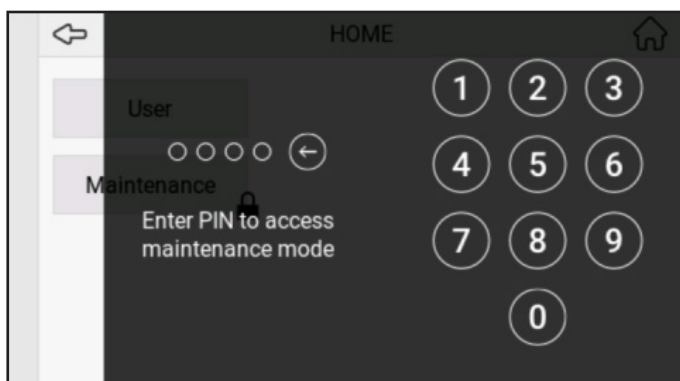 HOME
User
Maintenance
Enter PIN to access
maintenance mode
1 2 3
4 5 6
7 8 9
0